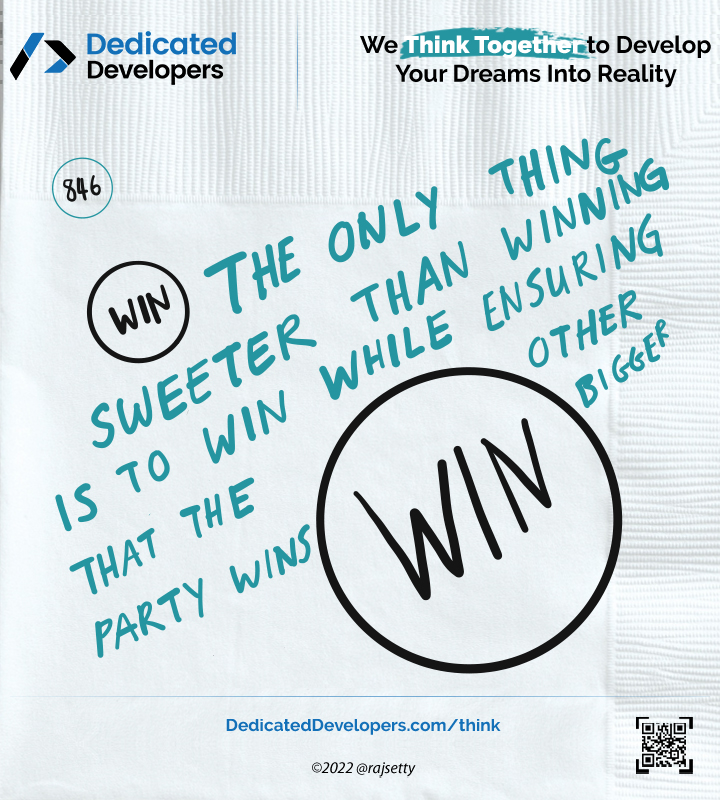 Dedicated
Developers
We Think Together to Develop
Your Dreams Into Reality
846
WIN
THE ONLY THING
SWEETER THAN WINNING
IS TO WIN WHILE ENSURING
THAT THE OTHER
PARTY WINS BIGGER
WIN
DedicatedDevelopers.com/think
©2022 @rajsetty